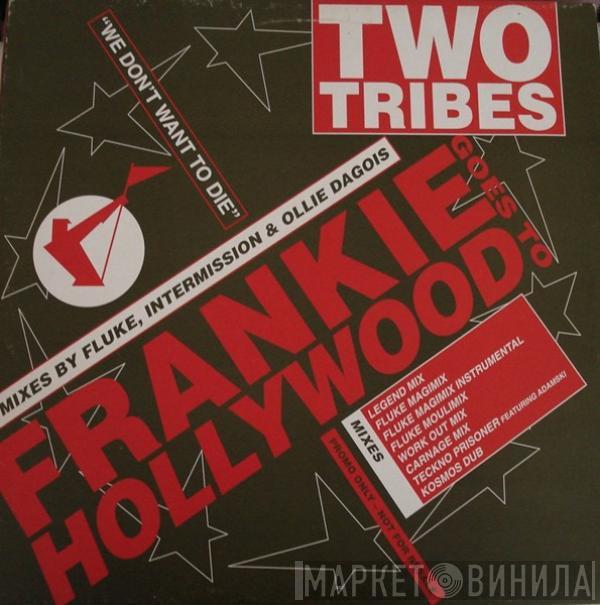 TWO
TRIBES
"WE DON'T WANT TO DIE"
MIXES BY FLUKE, INTERMISSION & OLLIE DAGOIS
FRANKIE
GOES TO
HOLLYWOOD
MIXES
LEGEND MIX
FLUKE MAGIMIX
FLUKE MAGIMIX INSTRUMENTAL
FLUKE MOULIMIX
WORK OUT MIX
CARNAGE MIX
TECKNO PRISONER FEATURING ADAMSKI
KOSMOS DUB
PROMO ONLY - NOT FOR
МАРКЕТ ВИНИЛА